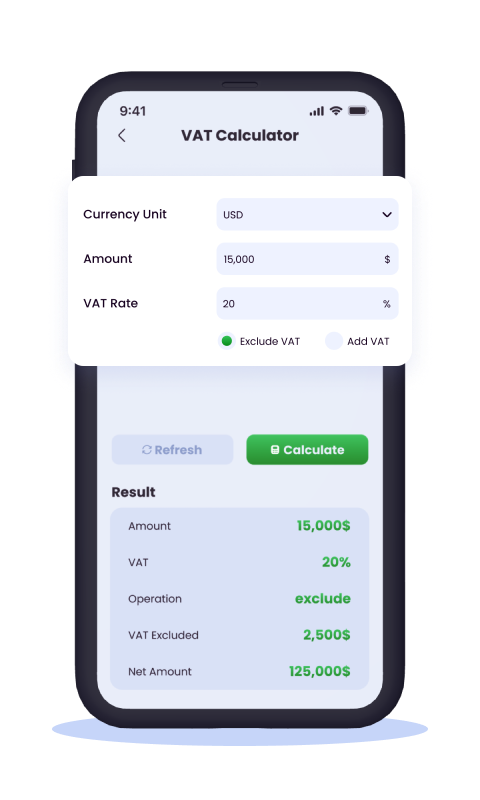 9:41
VAT Calculator
Currency Unit USD
Amount 15,000 $
VAT Rate 20 %
Exclude VAT Add VAT
Refresh Calculate
Result
Amount 15,000$
VAT 20%
Operation exclude
VAT Excluded 2,500$
Net Amount 125,000$